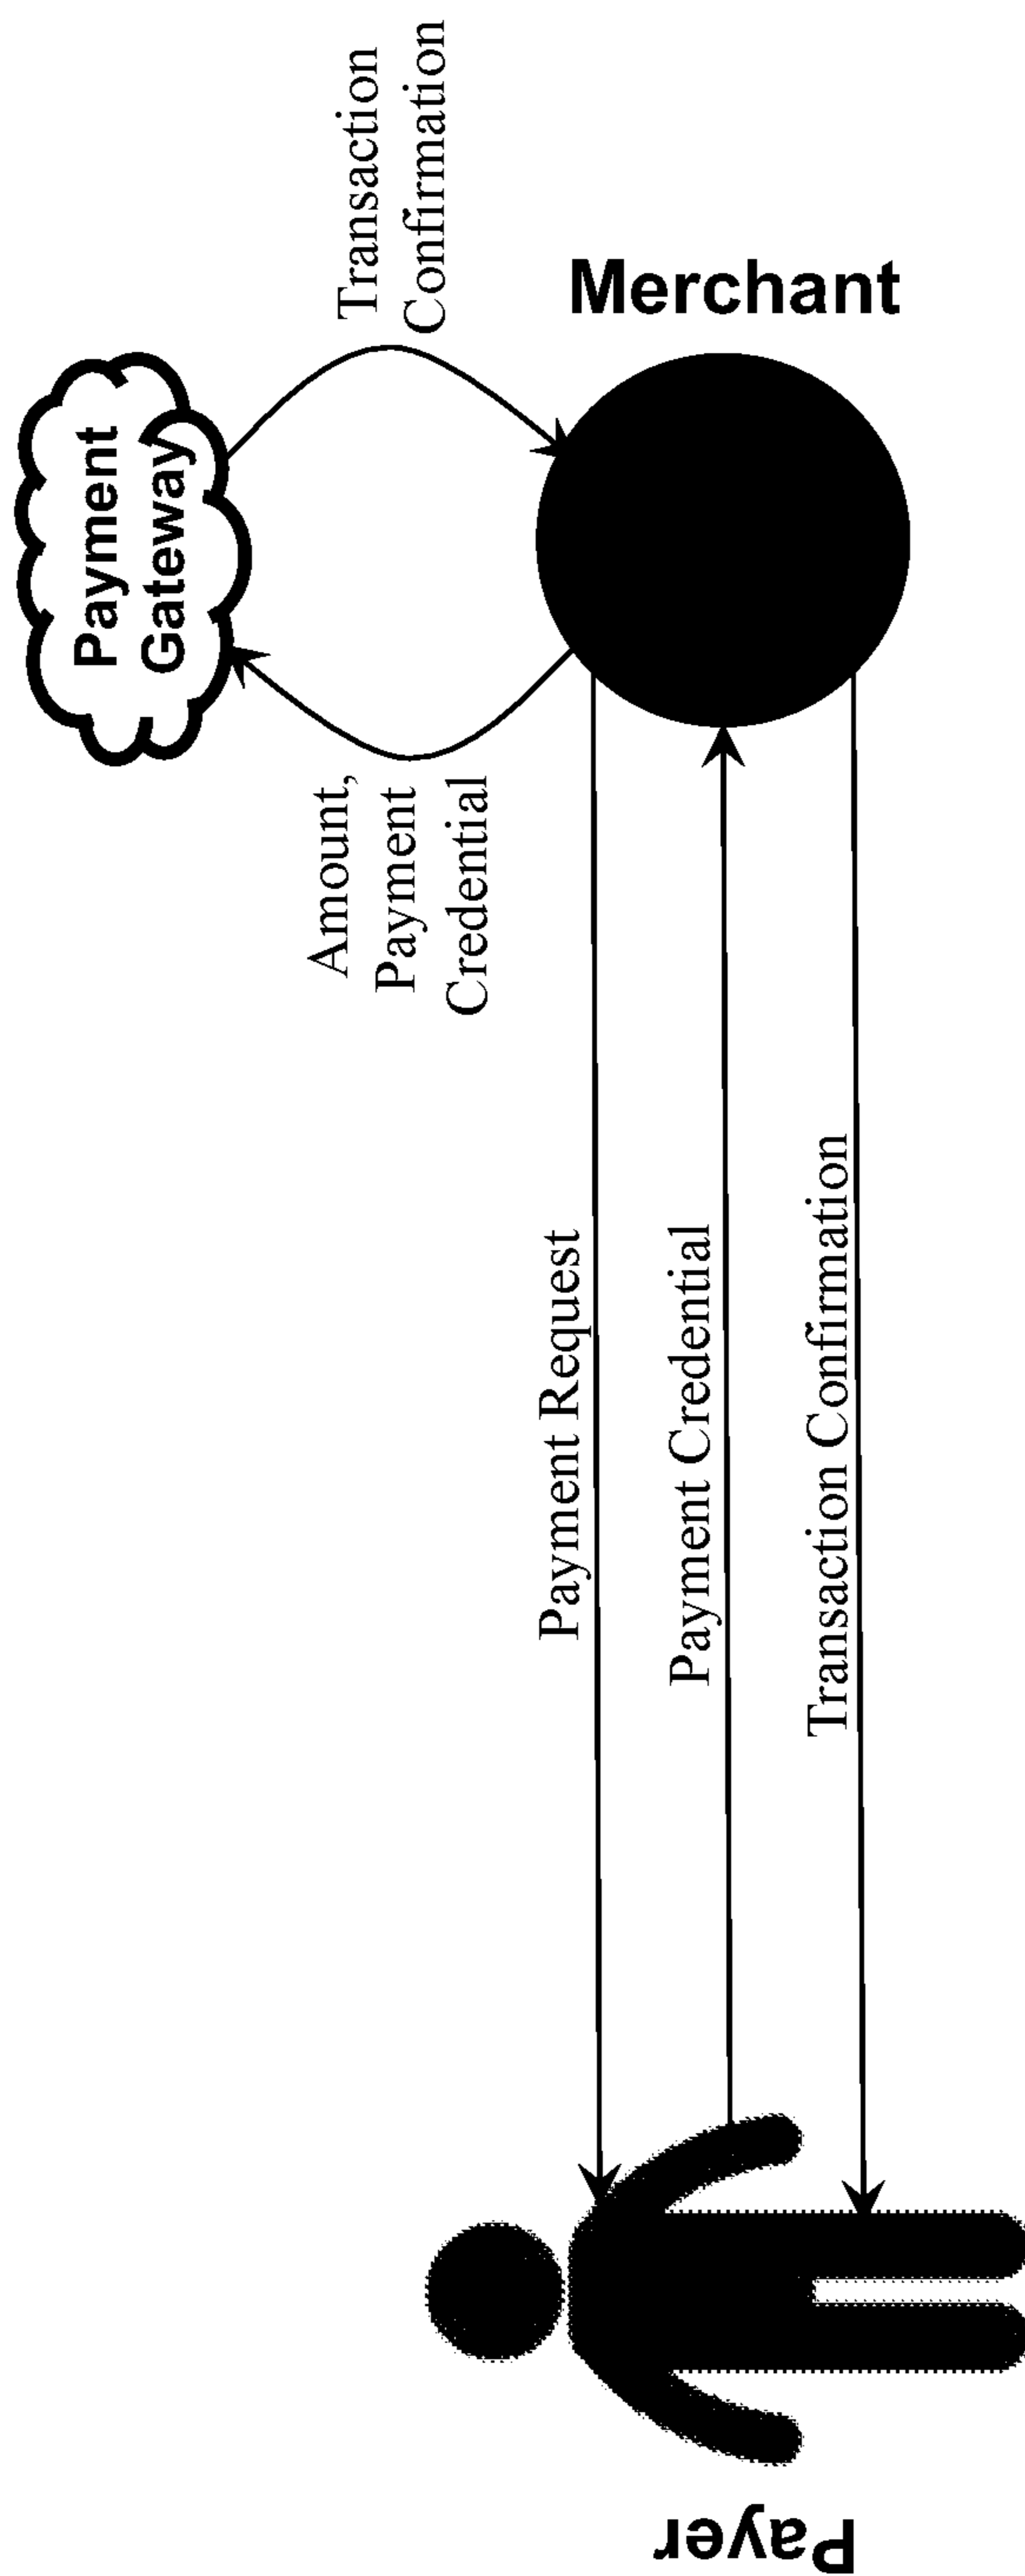 Payment
Gateway
Transaction
Confirmation
Amount,
Payment
Credential
Merchant
Payment Request
Payment Credential
Transaction Confirmation
Payer